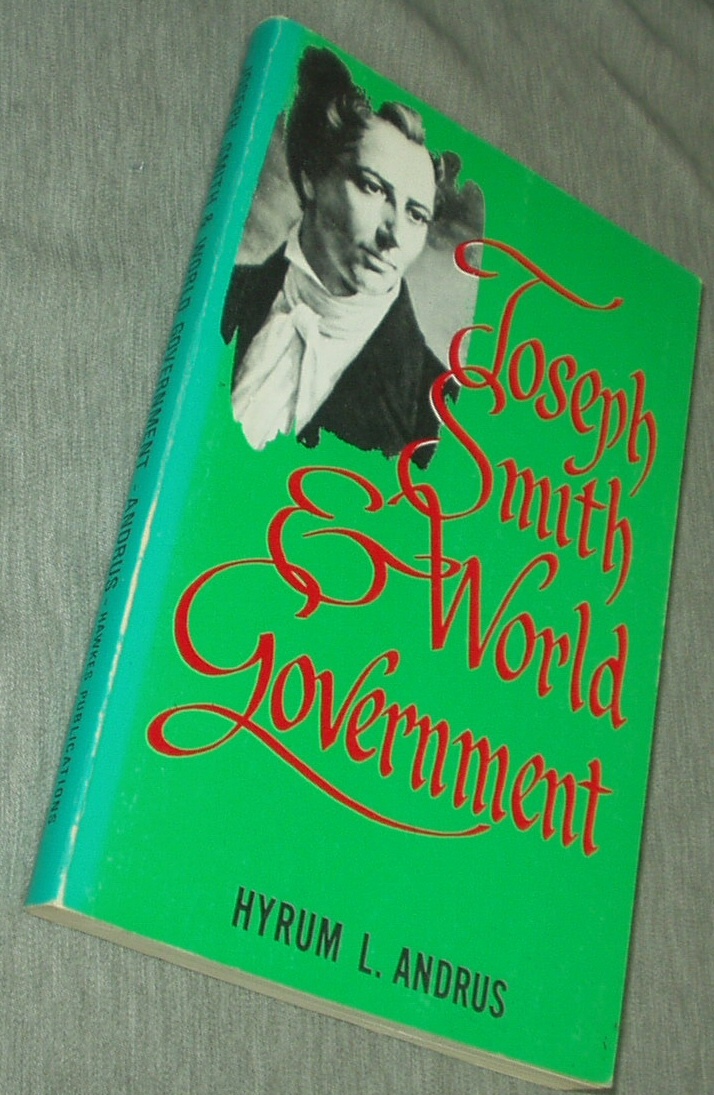 Joseph
Smith
& World
Government
HYRUM L. ANDRUS
JOSEPH SMITH & WORLD GOVERNMENT - ANDRUS - HAWKES PUBLICATIONS